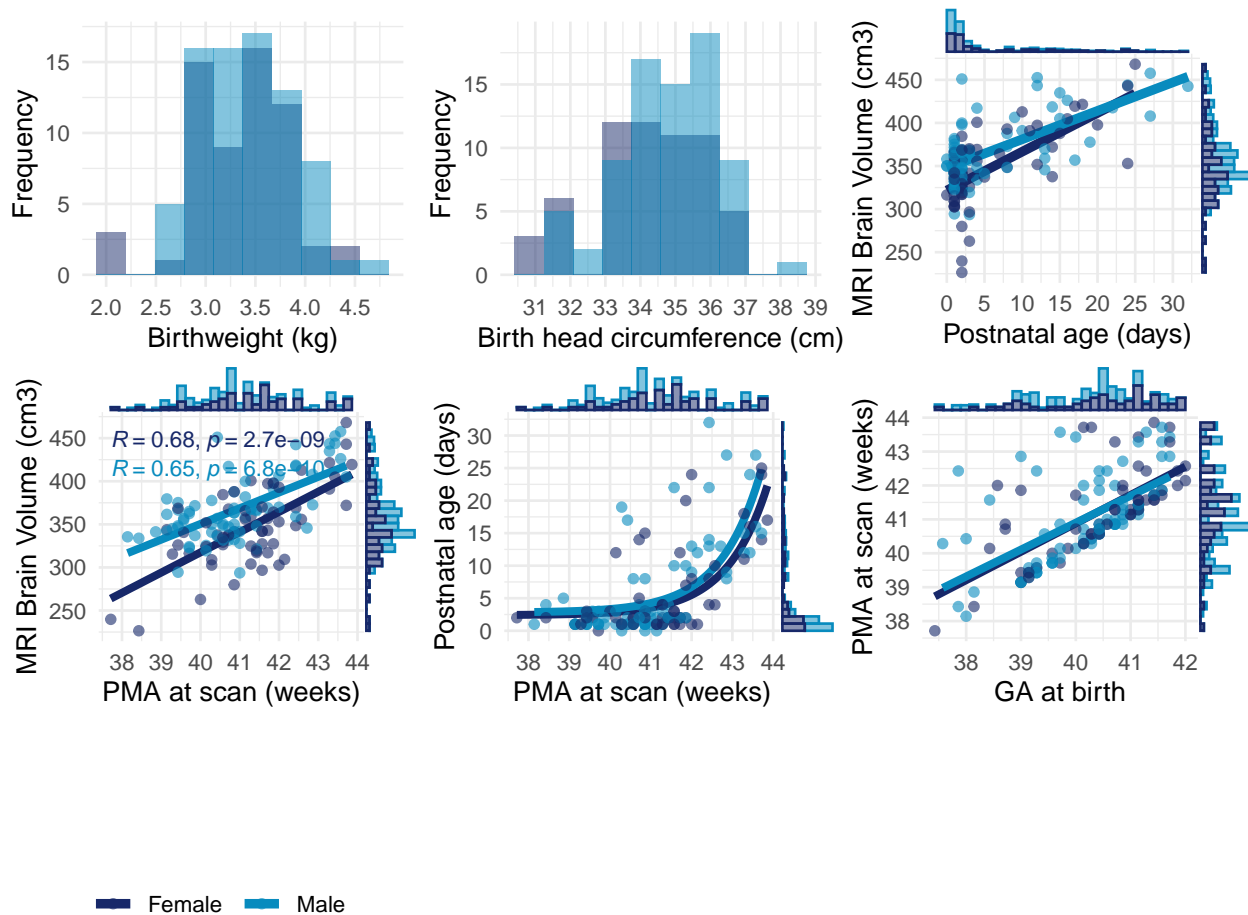 Frequency
15
10
5
0
2.0 2.5 3.0 3.5 4.0 4.5
Birthweight (kg)
Frequency
15
10
5
0
31 32 33 34 35 36 37 38 39
Birth head circumference (cm)
MRI Brain Volume (cm3)
450
400
350
300
250
0 5 10 15 20 25 30
Postnatal age (days)
MRI Brain Volume (cm3)
450
400
350
300
250
R = 0.68, p = 2.7e−09
R = 0.65, p = 6.8e−10
38 39 40 41 42 43 44
PMA at scan (weeks)
Postnatal age (days)
30
25
20
15
10
5
0
38 39 40 41 42 43 44
PMA at scan (weeks)
PMA at scan (weeks)
44
43
42
41
40
39
38
38 39 40 41 42
GA at birth
Female Male